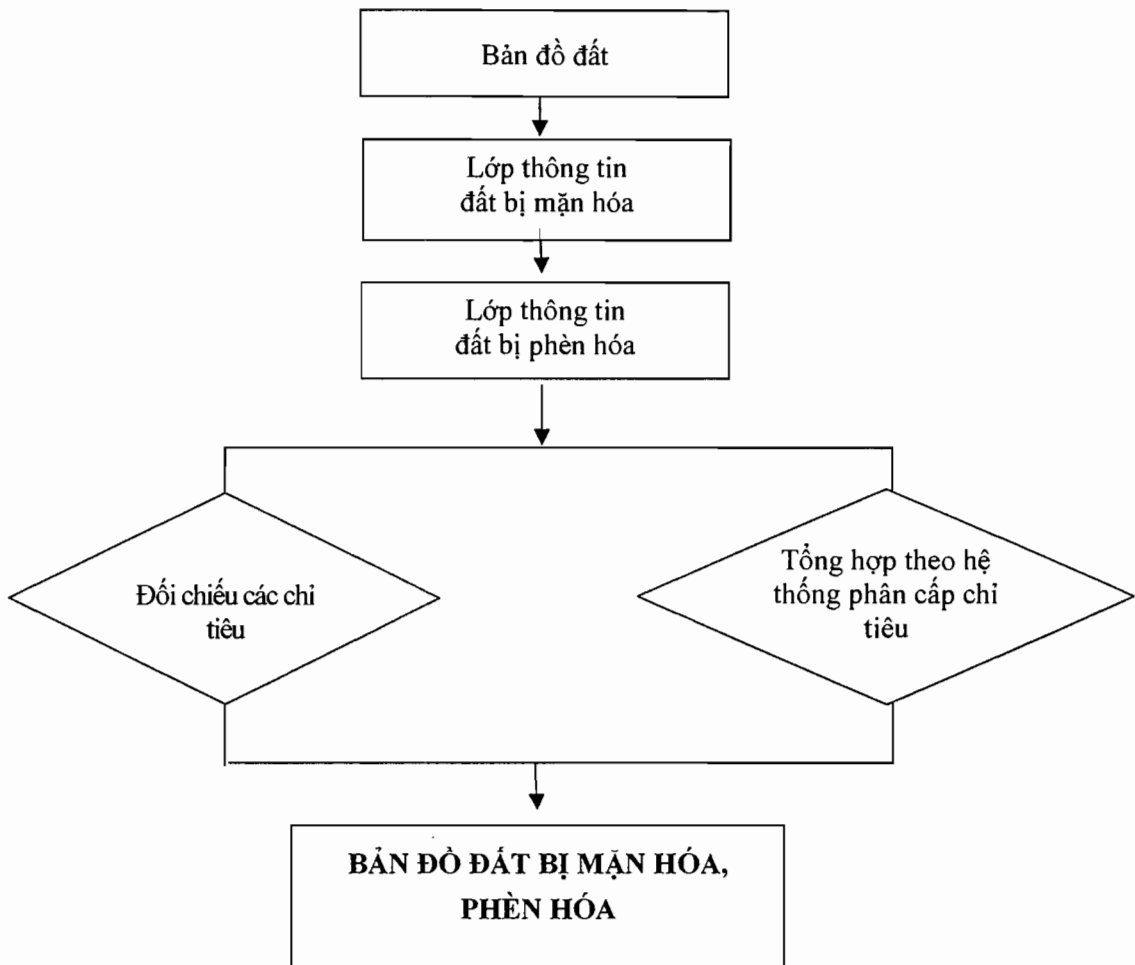 Bản đồ đất
Lớp thông tin
đất bị mặn hóa
Lớp thông tin
đất bị phèn hóa
Đối chiếu các chỉ
tiêu
Tổng hợp theo hệ
thống phân cấp chỉ
tiêu
BẢN ĐỒ ĐẤT BỊ MẶN HÓA,
PHÈN HÓA